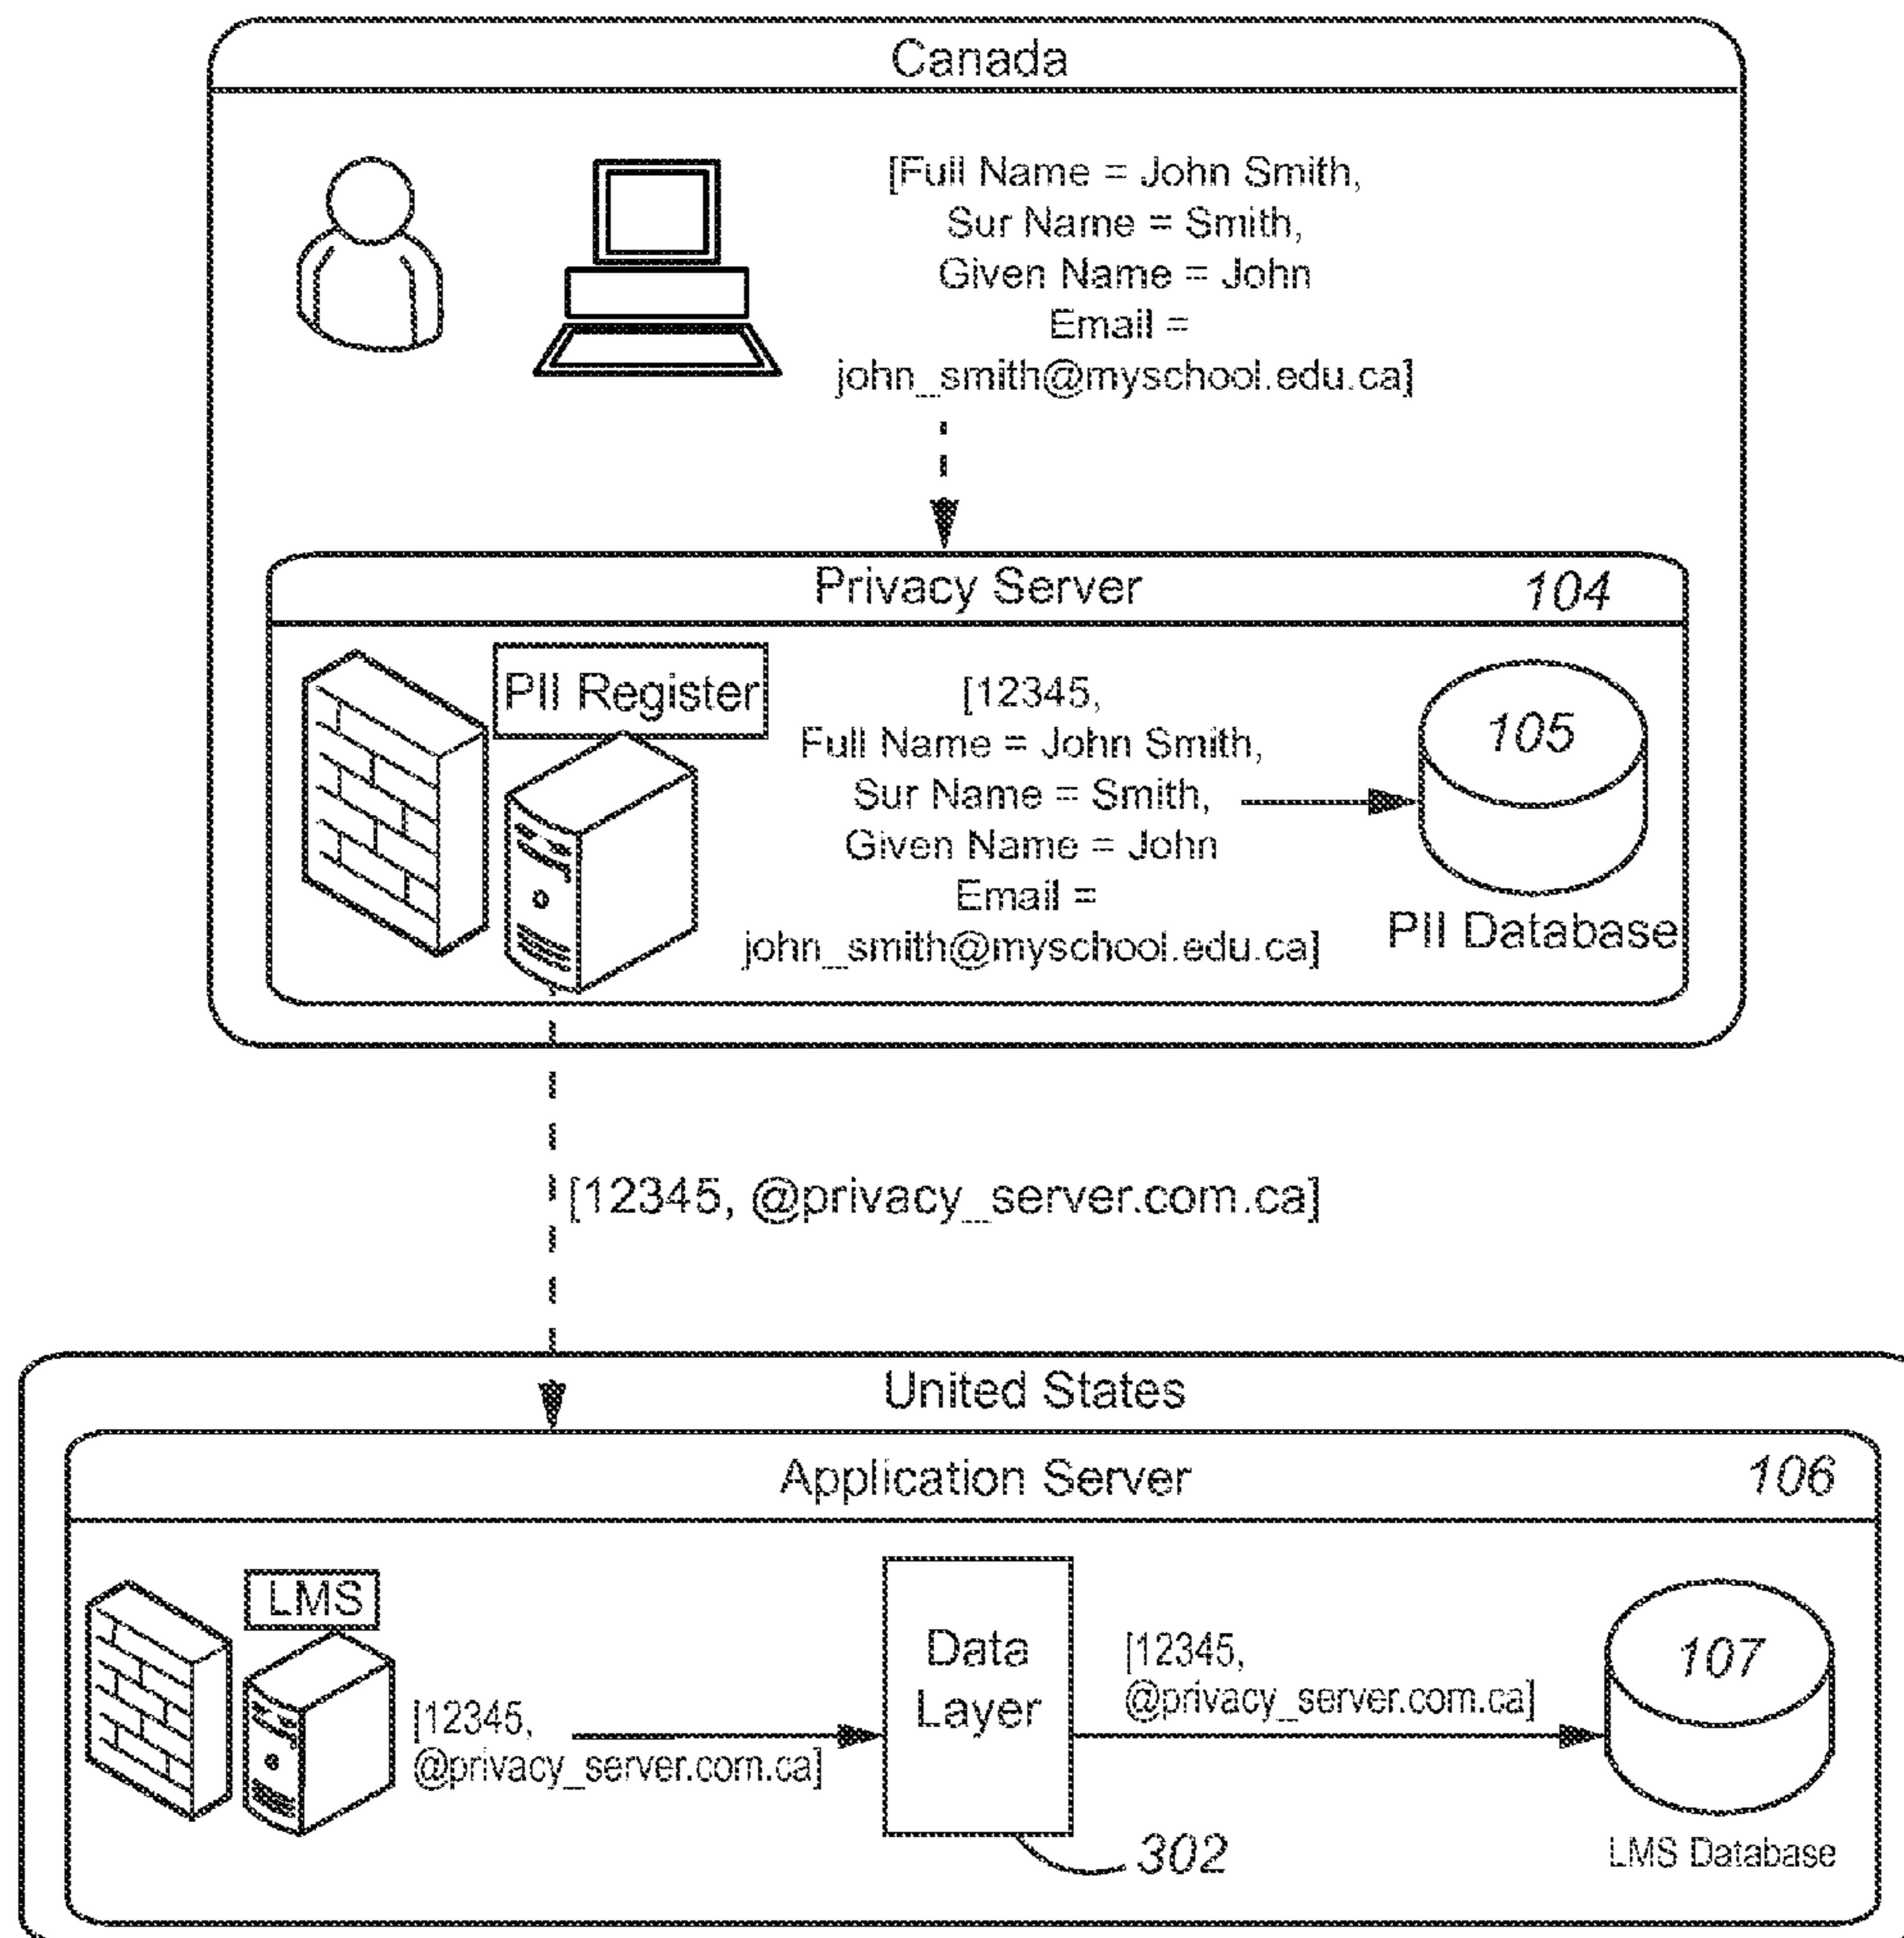 Canada
[Full Name = John Smith,
Sur Name = Smith,
Given Name = John
Email =
john_smith@myschool.edu.ca]
Privacy Server
104
PII Register
[12345,
Full Name = John Smith,
Sur Name = Smith,
Given Name = John
Email =
john_smith@myschool.edu.ca]
105
PII Database
[12345, @privacy_server.com.ca]
United States
Application Server
106
LMS
[12345,
@privacy_server.com.ca]
Data
Layer
302
[12345,
@privacy_server.com.ca]
107
LMS Database